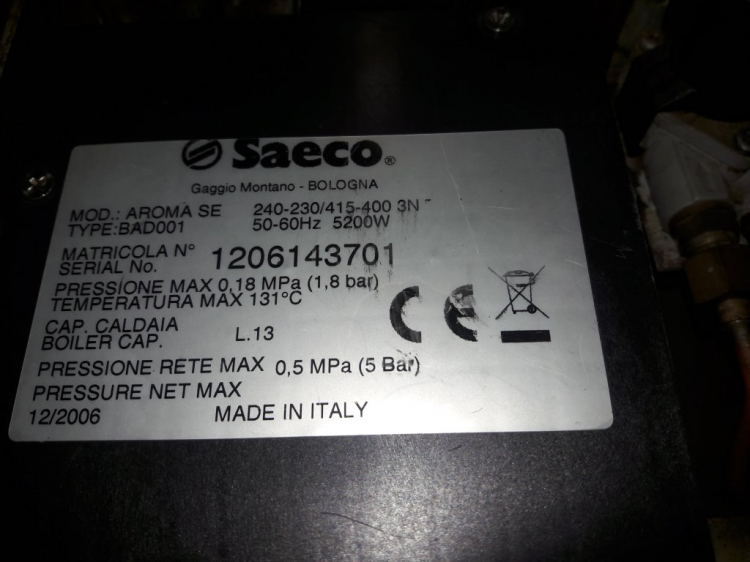 Saeco®
Gaggio Montano - BOLOGNA
MOD.: AROMA SE 240-230/415-400 3N ~
TYPE:BAD001 50-60Hz 5200W
MATRICOLA N°
SERIAL No. 1206143701
PRESSIONE MAX 0,18 MPa (1,8 bar)
TEMPERATURA MAX 131°C
CAP. CALDAIA
BOILER CAP. L.13
CE
PRESSIONE RETE MAX 0,5 MPa (5 Bar)
PRESSURE NET MAX
12/2006 MADE IN ITALY